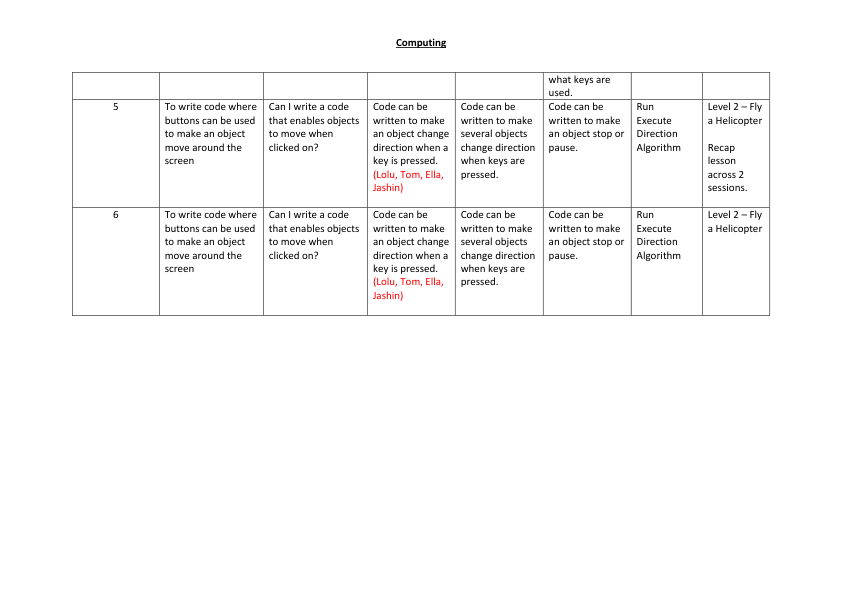 Computing
what keys are
used.
5
To write code where
buttons can be used
to make an object
move around the
screen
Can I write a code
that enables objects
to move when
clicked on?
Code can be
written to make
an object change
direction when a
key is pressed.
(Lolu, Tom, Ella,
Jashin)
Code can be
written to make
several objects
change direction
when keys are
pressed.
Code can be
written to make
an object stop or
pause.
Run
Execute
Direction
Algorithm
Level 2 – Fly
a Helicopter
Recap
lesson
across 2
sessions.
6
To write code where
buttons can be used
to make an object
move around the
screen
Can I write a code
that enables objects
to move when
clicked on?
Code can be
written to make
an object change
direction when a
key is pressed.
(Lolu, Tom, Ella,
Jashin)
Code can be
written to make
several objects
change direction
when keys are
pressed.
Code can be
written to make
an object stop or
pause.
Run
Execute
Direction
Algorithm
Level 2 – Fly
a Helicopter